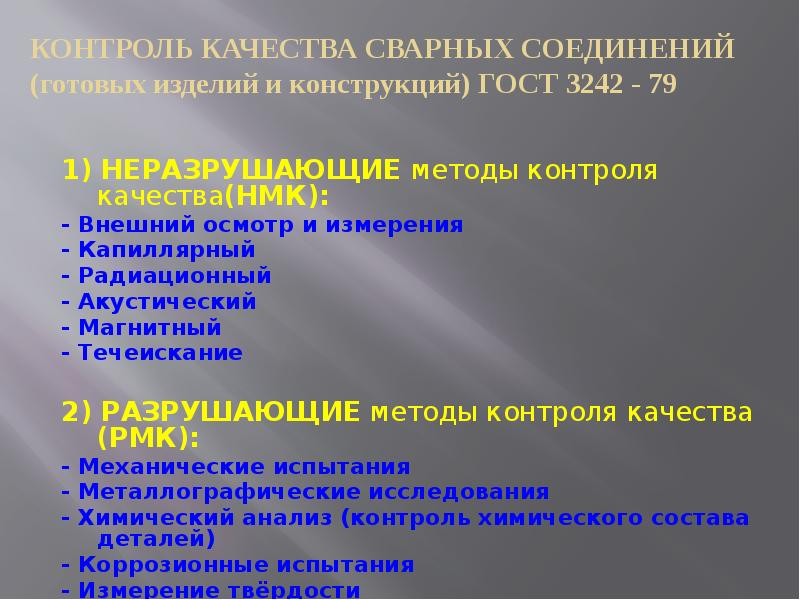 КОНТРОЛЬ КАЧЕСТВА СВАРНЫХ СОЕДИНЕНИЙ
(готовых изделий и конструкций) ГОСТ 3242 - 79
1) НЕРАЗРУШАЮЩИЕ методы контроля
качества(НМК):
- Внешний осмотр и измерения
- Капиллярный
- Радиационный
- Акустический
- Магнитный
- Течеискание
2) РАЗРУШАЮЩИЕ методы контроля качества
(РМК):
- Механические испытания
- Металлографические исследования
- Химический анализ (контроль химического состава
деталей)
- Коррозионные испытания
- Измерение твёрдости